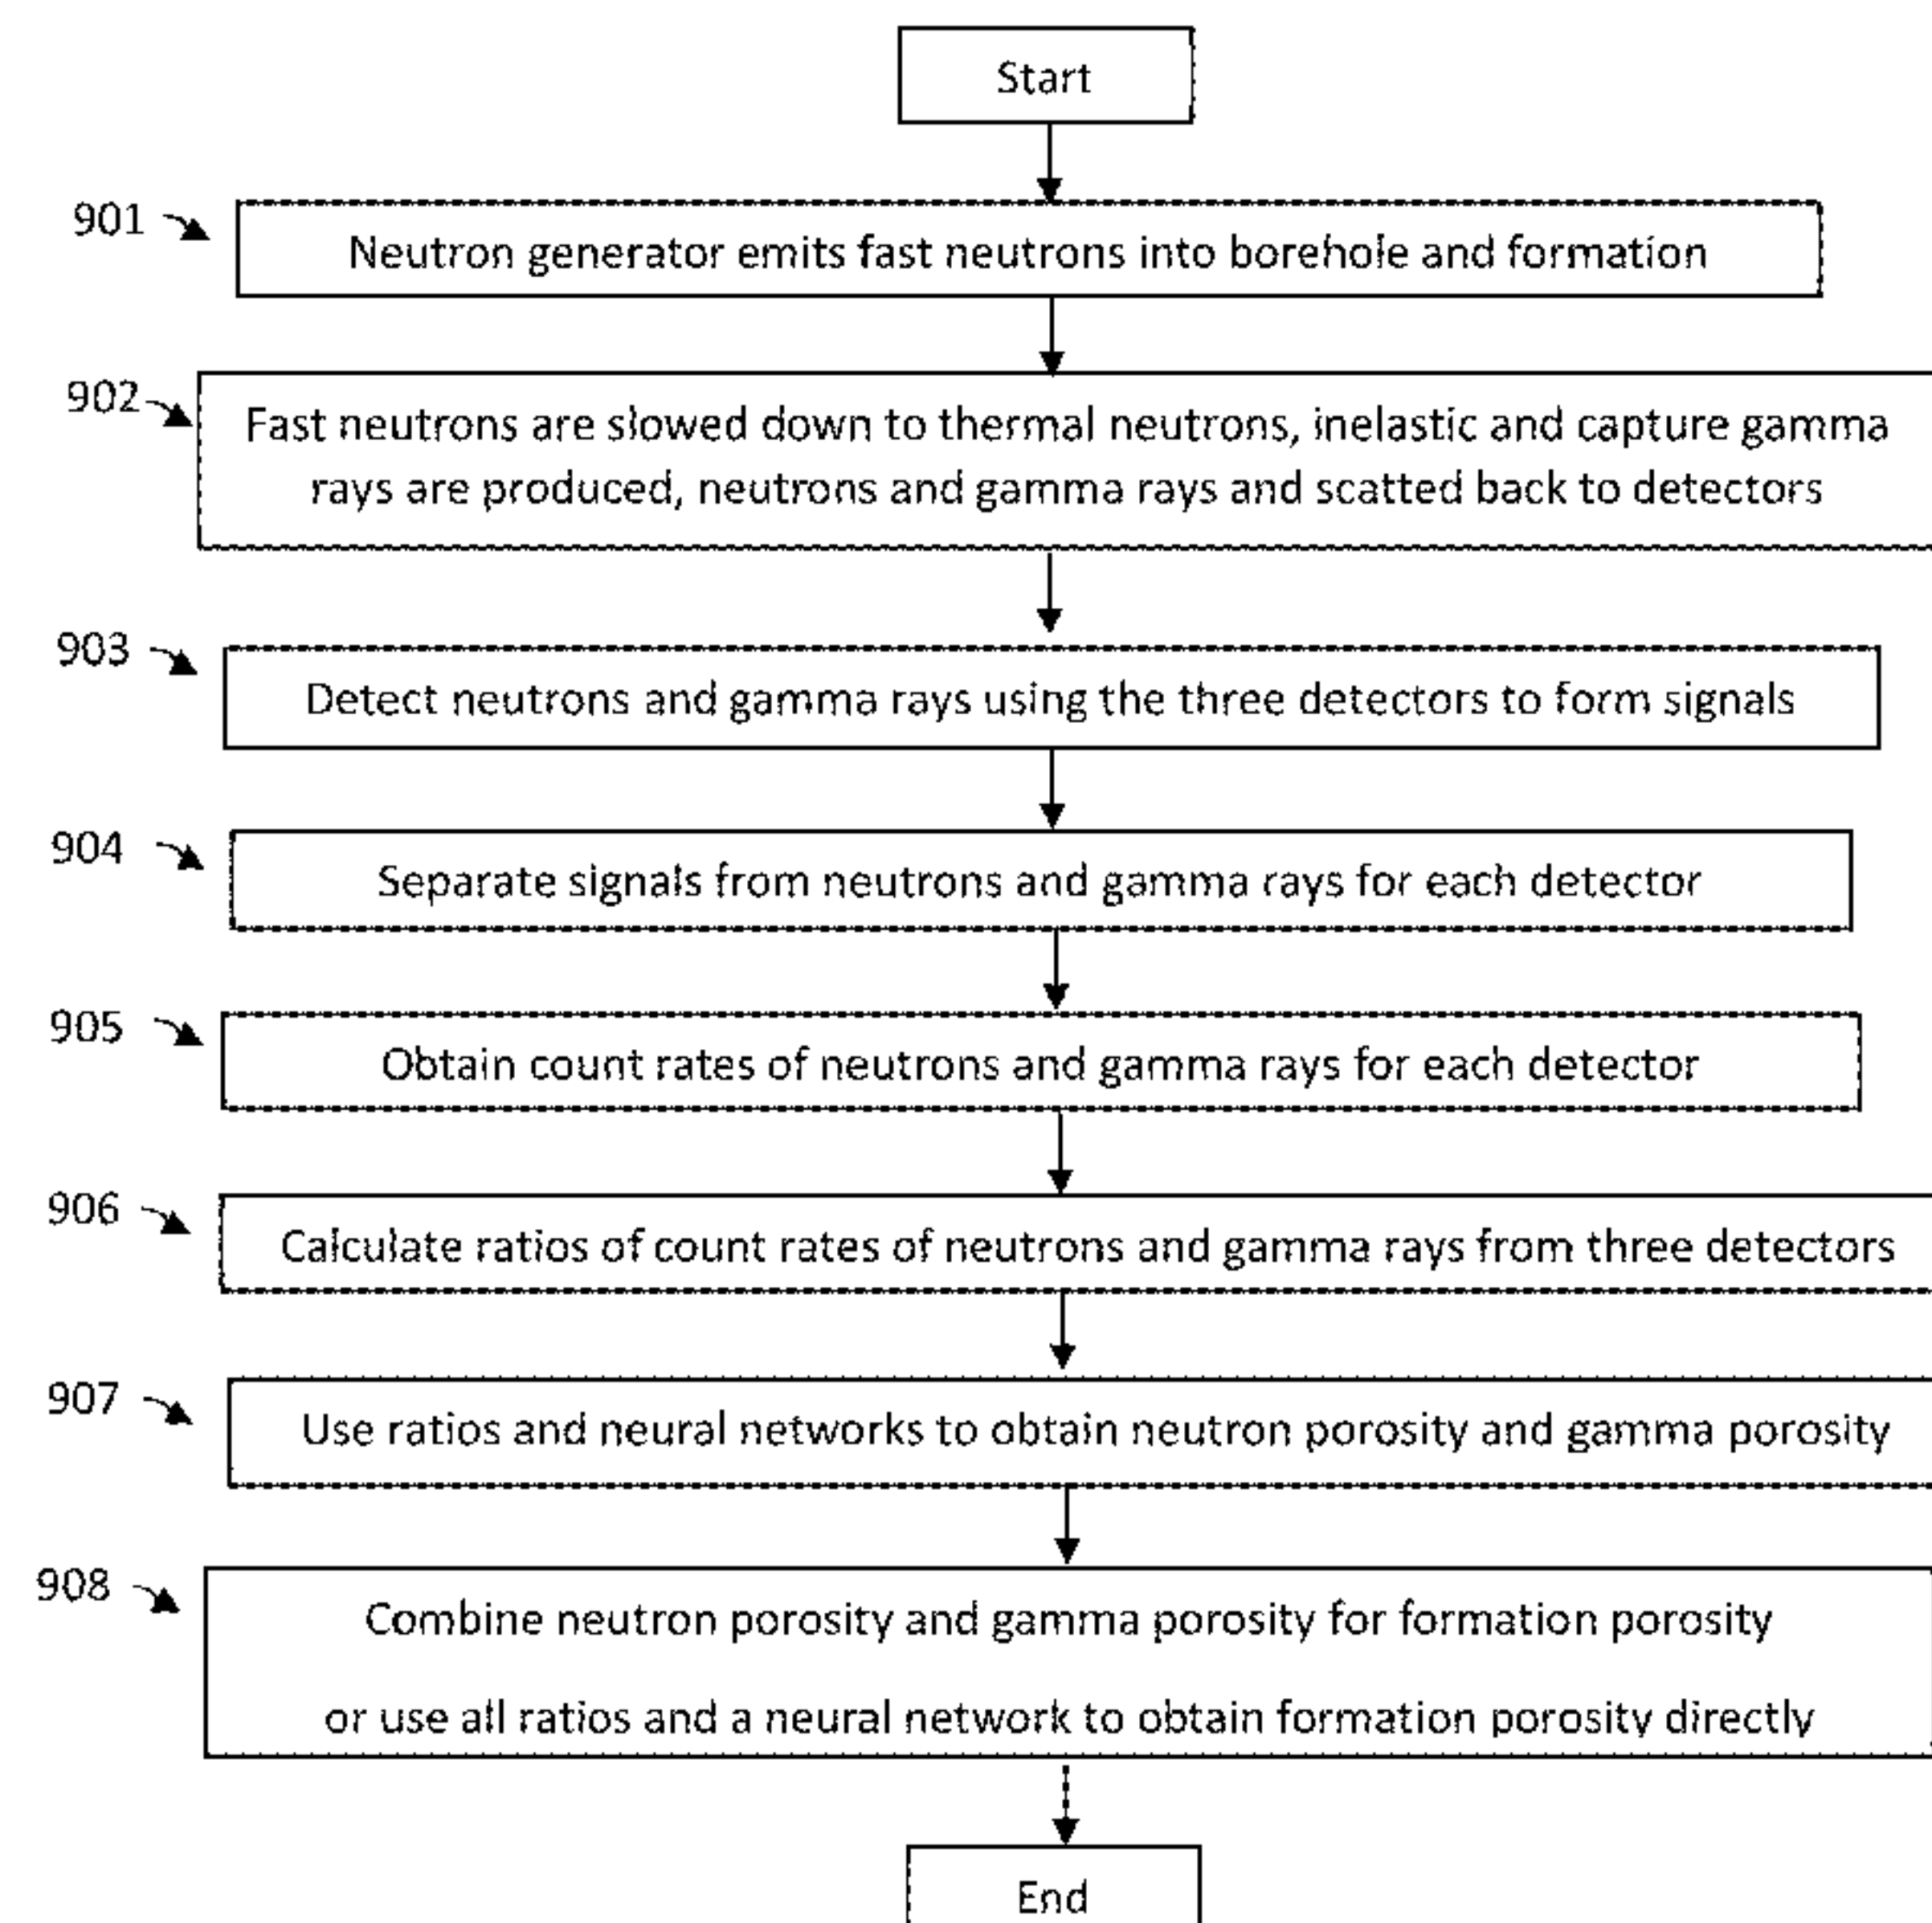 Start
901
Neutron generator emits fast neutrons into borehole and formation
902
Fast neutrons are slowed down to thermal neutrons, inelastic and capture gamma
rays are produced, neutrons and gamma rays and scatted back to detectors
903
Detect neutrons and gamma rays using the three detectors to form signals
904
Separate signals from neutrons and gamma rays for each detector
905
Obtain count rates of neutrons and gamma rays for each detector
906
Calculate ratios of count rates of neutrons and gamma rays from three detectors
907
Use ratios and neural networks to obtain neutron porosity and gamma porosity
908
Combine neutron porosity and gamma porosity for formation porosity
or use all ratios and a neural network to obtain formation porosity directly
End